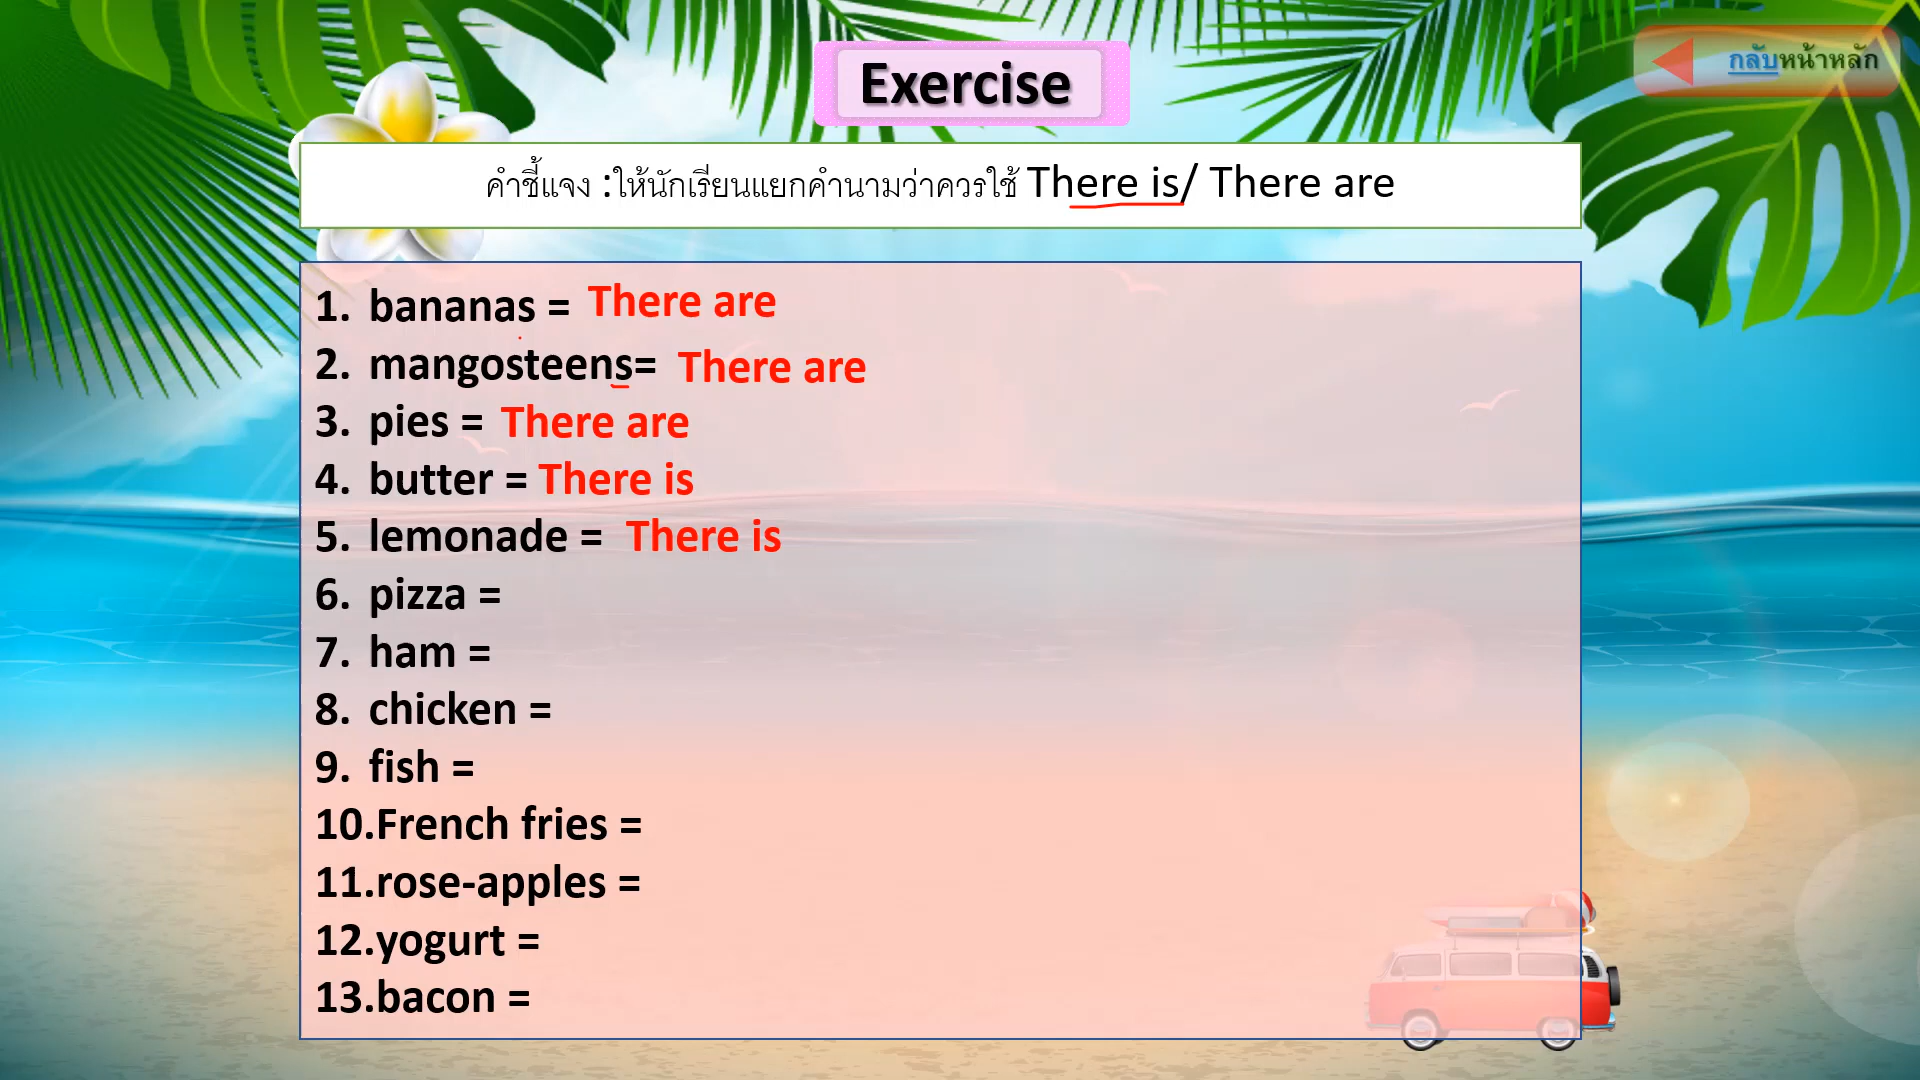 Exercise
กลับหน้าหลัก
คำชี้แจง :ให้นักเรียนแยกคำนามว่าควรใช้ There is/ There are
1. bananas = There are
2. mangosteens= There are
3. pies = There are
4. butter = There is
5. lemonade = There is
6. pizza =
7. ham =
8. chicken =
9. fish =
10.French fries =
11.rose-apples =
12.yogurt =
13.bacon =